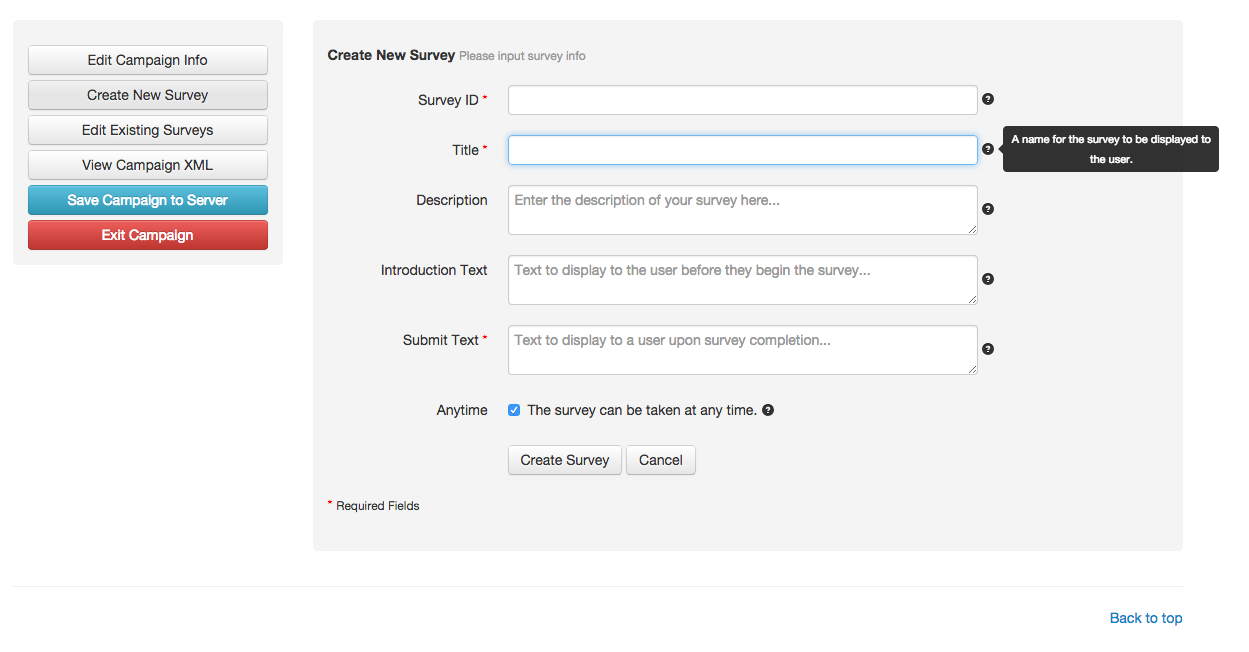 Edit Campaign Info
Create New Survey
Edit Existing Surveys
View Campaign XML
Save Campaign to Server
Exit Campaign
Create New Survey Please input survey info
Survey ID *
Title *
A name for the survey to be displayed to
the user.
Description
Enter the description of your survey here...
Introduction Text
Text to display to the user before they begin the survey...
Submit Text *
Text to display to a user upon survey completion...
Anytime
The survey can be taken at any time.
Create Survey
Cancel
* Required Fields
Back to top